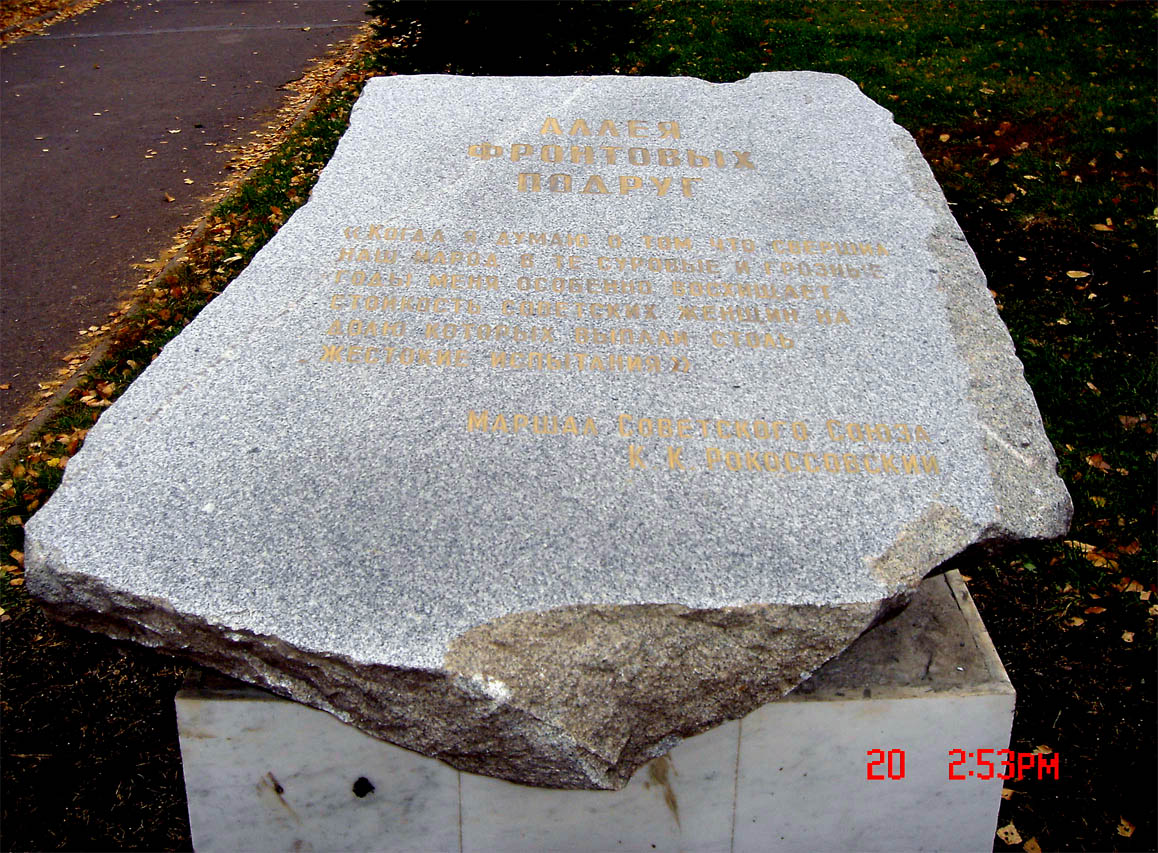 АЛЛЕЯ
ФРОНТОВЫХ
ПОДРУГ
«КОГДА Я ДУМАЮ О ТОМ ЧТО СВЕРШИЛ
НАШ НАРОД В ТЕ СУРОВЫЕ И ГРОЗНЫЕ
ГОДЫ МЕНЯ ОСОБЕННО ВОСХИЩАЕТ
СТОЙКОСТЬ СОВЕТСКИХ ЖЕНЩИН НА
ДОЛЮ КОТОРЫХ ВЫПАЛИ СТОЛЬ
ЖЕСТОКИЕ ИСПЫТАНИЯ»
МАРШАЛ СОВЕТСКОГО СОЮЗА
К К РОКОССОВСКИЙ
20 2:53PM